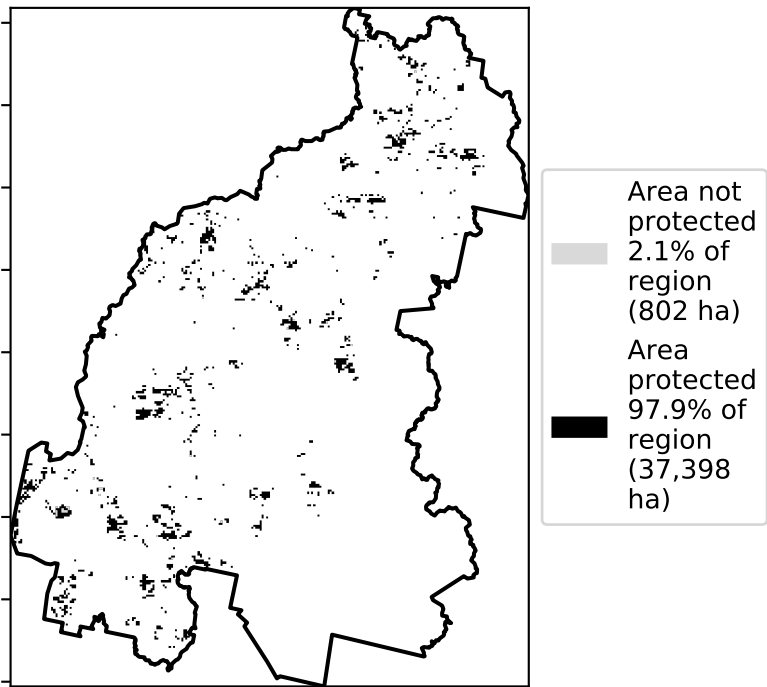 Area not
protected
2.1% of
region
(802 ha)
Area
protected
97.9% of
region
(37,398
ha)